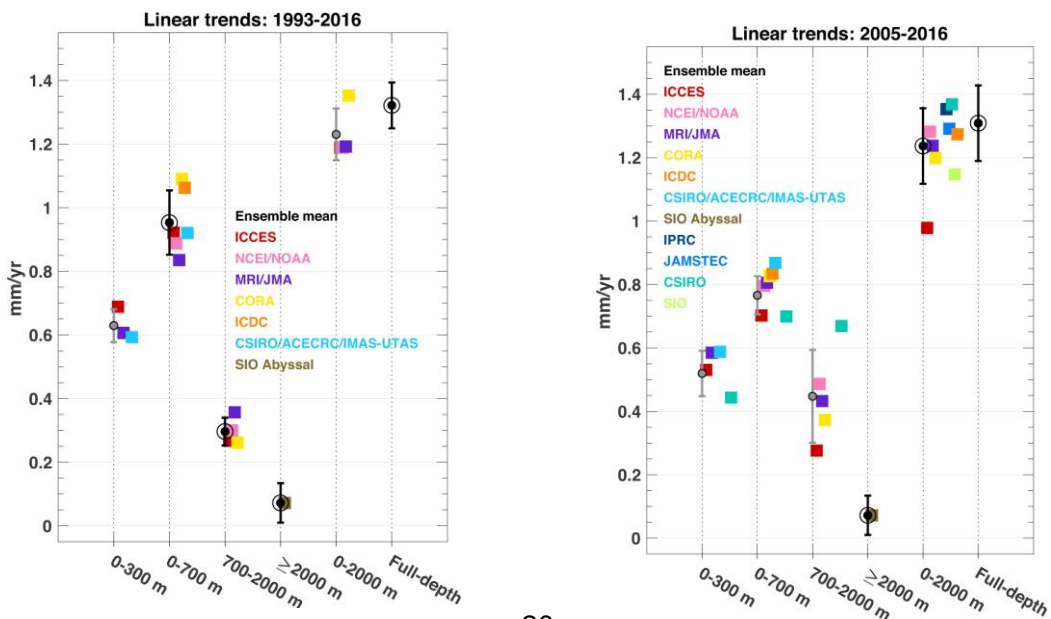 Linear trends: 1993-2016
mm/yr
1.4
1.2
1
0.8
0.6
0.4
0.2
0
Ensemble mean
ICCES
NCEI/NOAA
MRI/JMA
CORA
ICDC
CSIRO/ACECRC/IMAS-UTAS
SIO Abyssal
0-300 m
0-700 m
700-2000 m
≥ 2000 m
0-2000 m
Full-depth
Linear trends: 2005-2016
mm/yr
1.4
1.2
1
0.8
0.6
0.4
0.2
0
Ensemble mean
ICCES
NCEI/NOAA
MRI/JMA
CORA
ICDC
CSIRO/ACECRC/IMAS-UTAS
SIO Abyssal
IPRC
JAMSTEC
CSIRO
SIO
0-300 m
0-700 m
700-2000 m
≥ 2000 m
0-2000 m
Full-depth